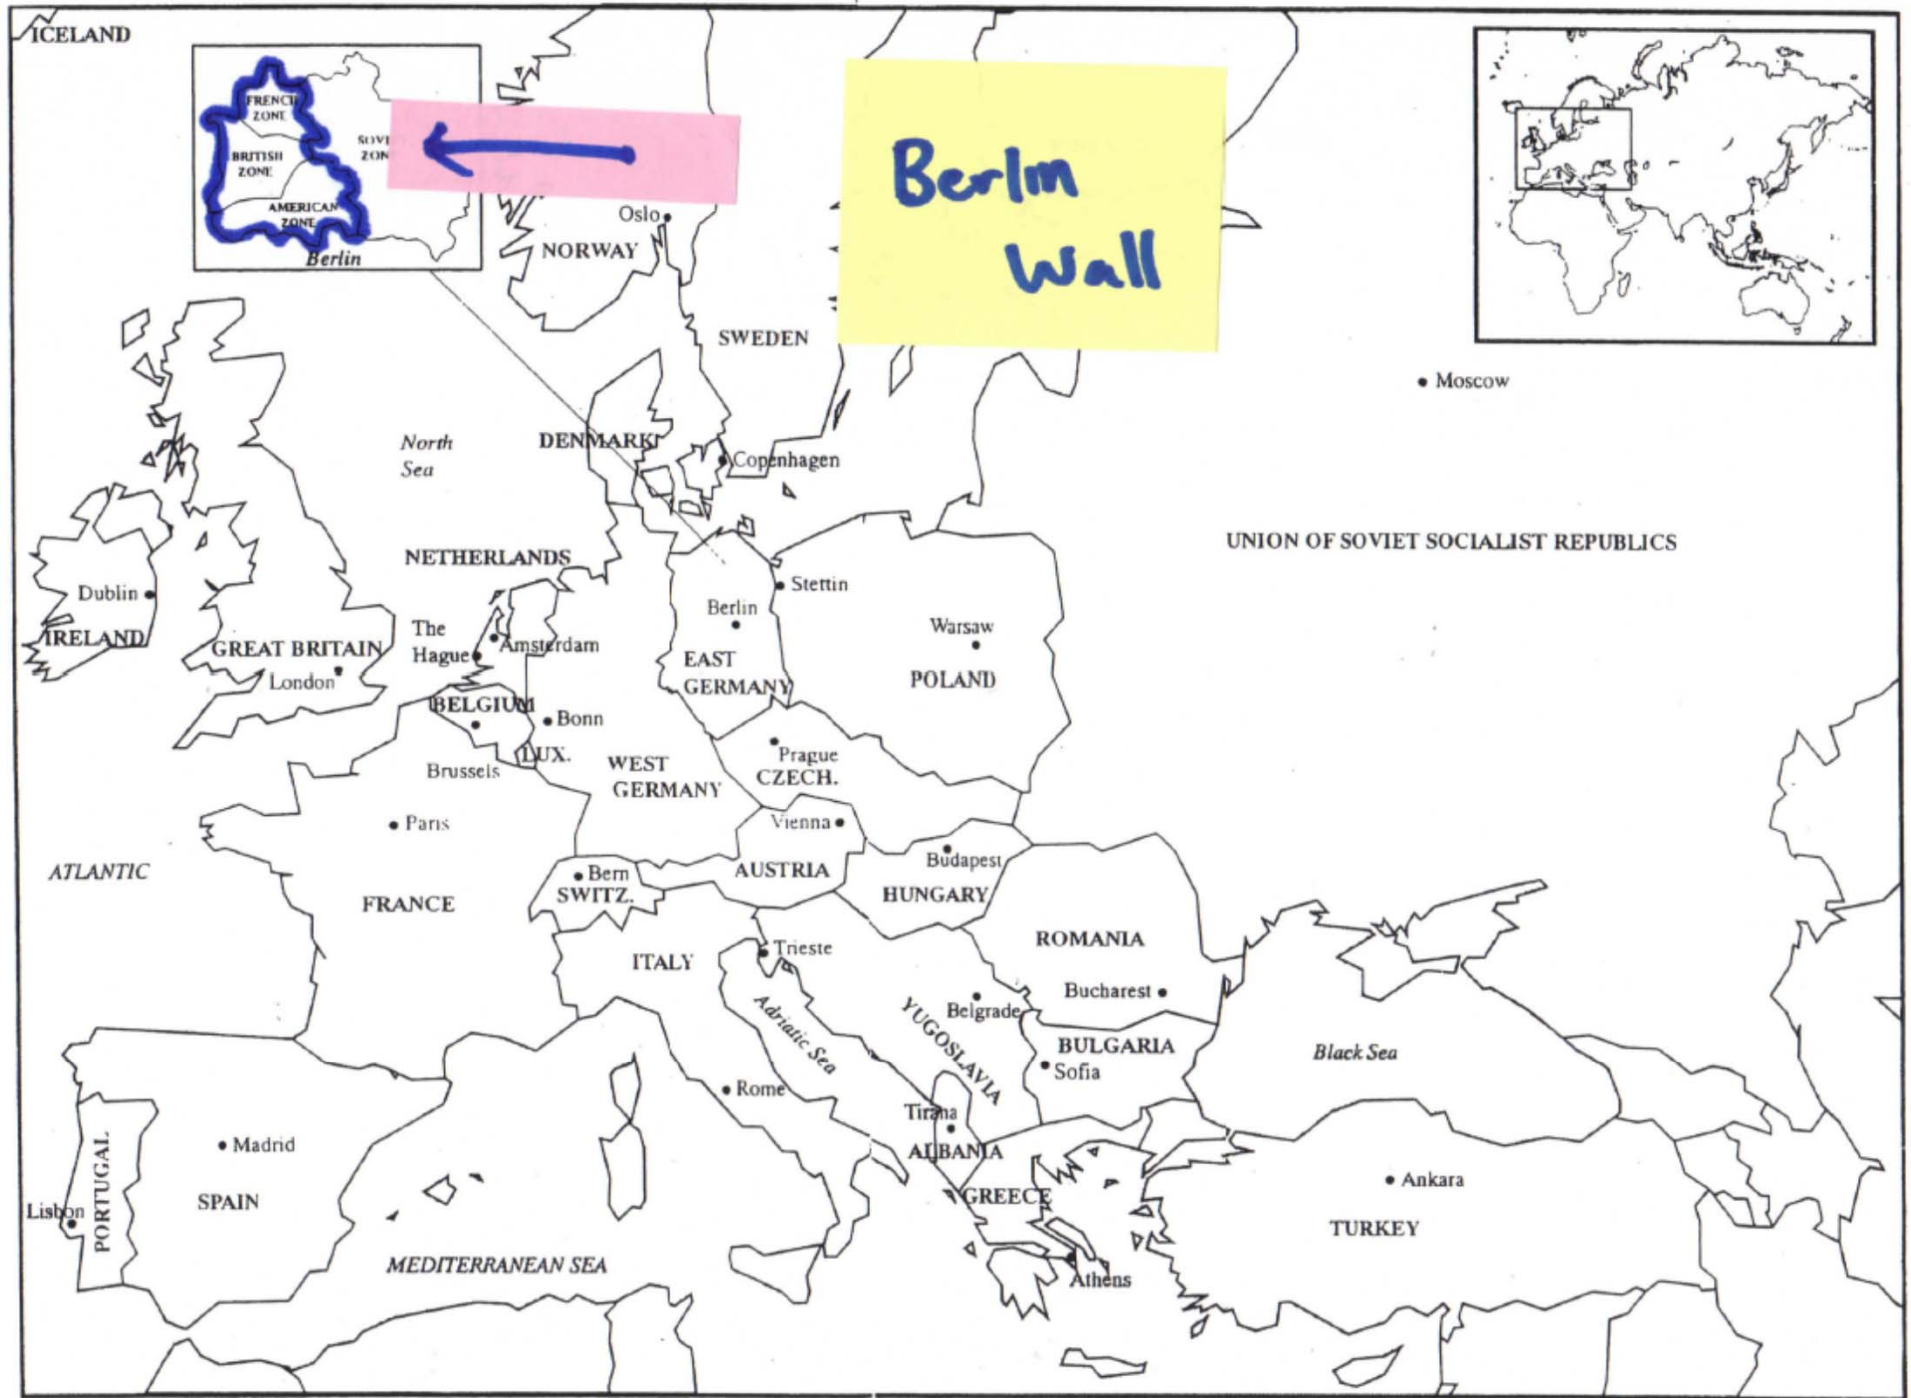 ICELAND
FRENCH
ZONE
BRITISH
ZONE
AMERICAN
ZONE
Berlin
Berlin
Wall
Oslo
NORWAY
SWEDEN
Moscow
North
Sea
DENMARK
Copenhagen
UNION OF SOVIET SOCIALIST REPUBLICS
NETHERLANDS
Dublin
IRELAND
GREAT BRITAIN
London
The
Hague
Amsterdam
Stettin
Berlin
EAST
GERMANY
Warsaw
POLAND
BELGIUM
Bonn
LUX.
Brussels
WEST
GERMANY
Prague
CZECH.
Paris
Vienna
ATLANTIC
FRANCE
Bern
SWITZ.
AUSTRIA
Budapest
HUNGARY
ITALY
Trieste
ROMANIA
Bucharest
Belgrade
YUGOSLAVIA
Adriatic Sea
BULGARIA
Sofia
Black Sea
Rome
Tirana
ALBANIA
Madrid
PORTUGAL
SPAIN
Lisbon
GREECE
Ankara
TURKEY
MEDITERRANEAN SEA
Athens